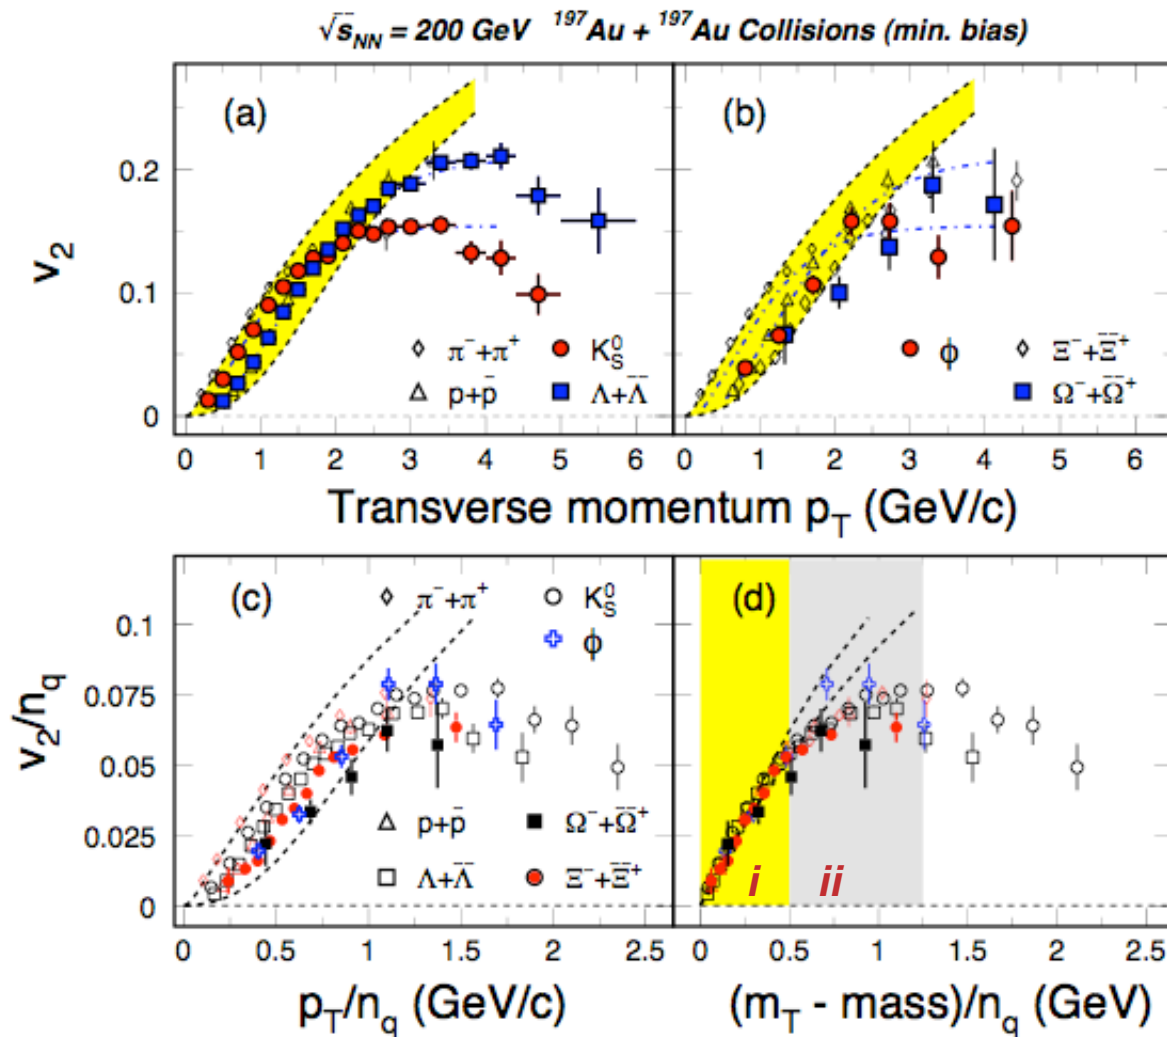 √s_NN = 200 GeV ¹⁹⁷Au + ¹⁹⁷Au Collisions (min. bias)
(a)
(b)
v₂
0.2
0.1
0
π⁻+π⁺ K⁰_S
p+p̄ Λ+Λ̄
ϕ Ξ⁻+Ξ̄⁺
Ω⁻+Ω̄⁺
0 1 2 3 4 5 6
0 1 2 3 4 5 6
Transverse momentum p_T (GeV/c)
(c)
(d)
v₂/n_q
0.1
0.075
0.05
0.025
0
π⁻+π⁺ K⁰_S
ϕ
p+p̄ Ω⁻+Ω̄⁺
Λ+Λ̄ Ξ⁻+Ξ̄⁺
i ii
0 0.5 1 1.5 2 2.5
0 0.5 1 1.5 2 2.5
p_T/n_q (GeV/c)
(m_T - mass)/n_q (GeV)